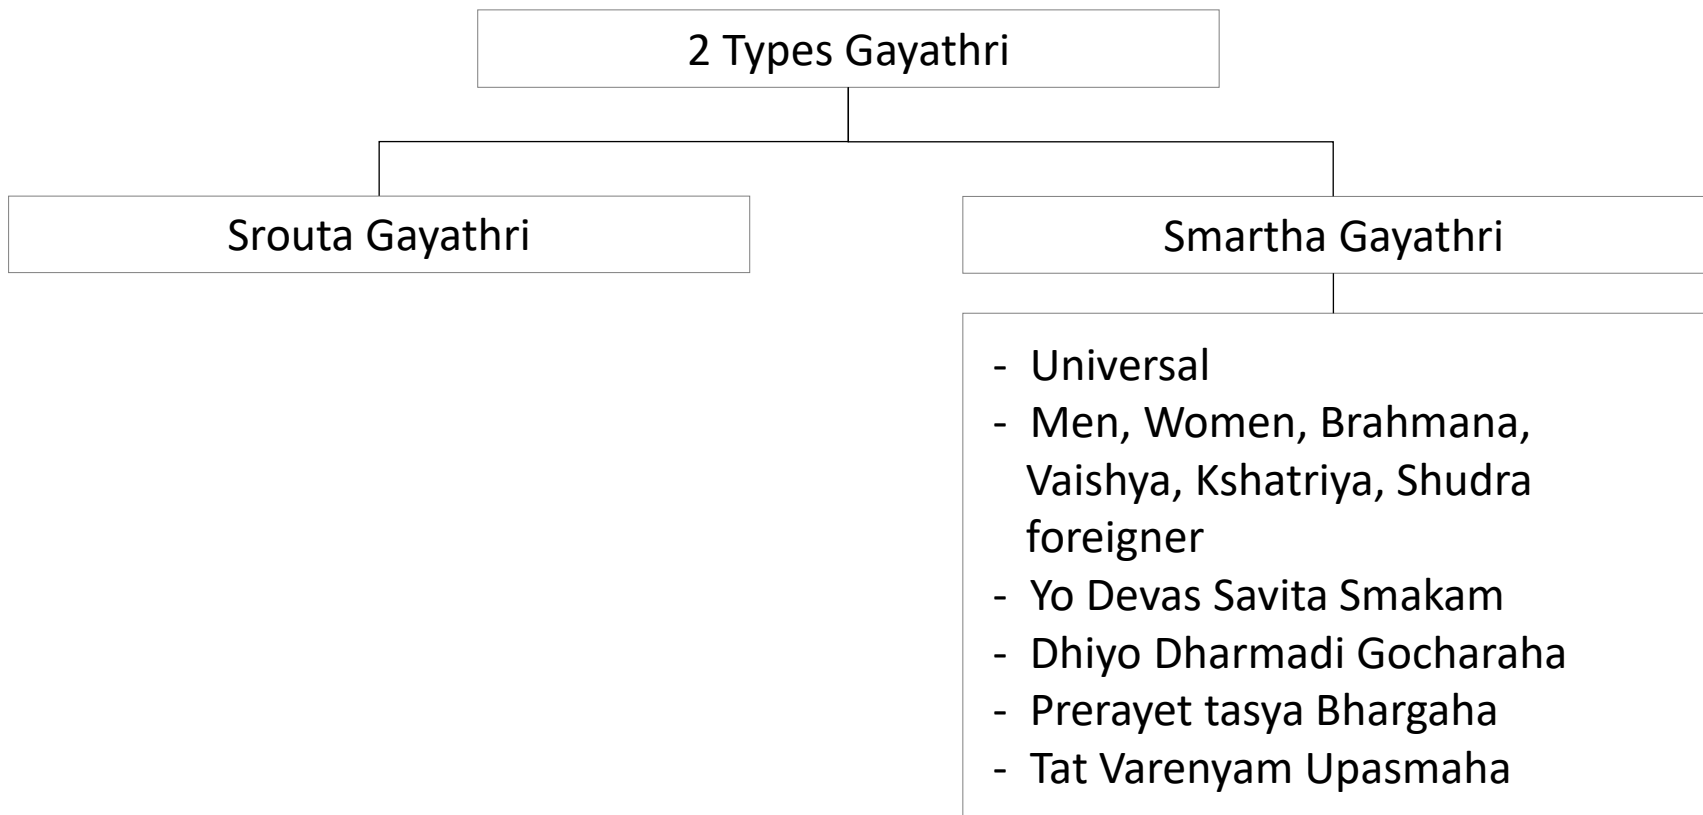 2 Types Gayathri
Srouta Gayathri
Smartha Gayathri
- Universal
- Men, Women, Brahmana,
Vaishya, Kshatriya, Shudra
foreigner
- Yo Devas Savita Smakam
- Dhiyo Dharmadi Gocharaha
- Prerayet tasya Bhargaha
- Tat Varenyam Upasmaha